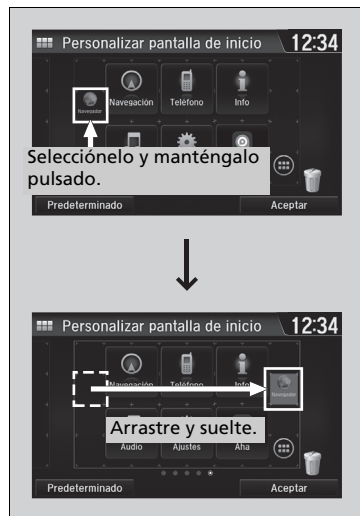 Personalizar pantalla de inicio 12:34
Navegador
Navegación Teléfono Info
Selecciónelo y manténgalo
pulsado.
Predeterminado Aceptar
Personalizar pantalla de inicio 12:34
Navegación Teléfono Info
Navegador
Arrastre y suelte.
Audio Ajustes Aha
Predeterminado Aceptar